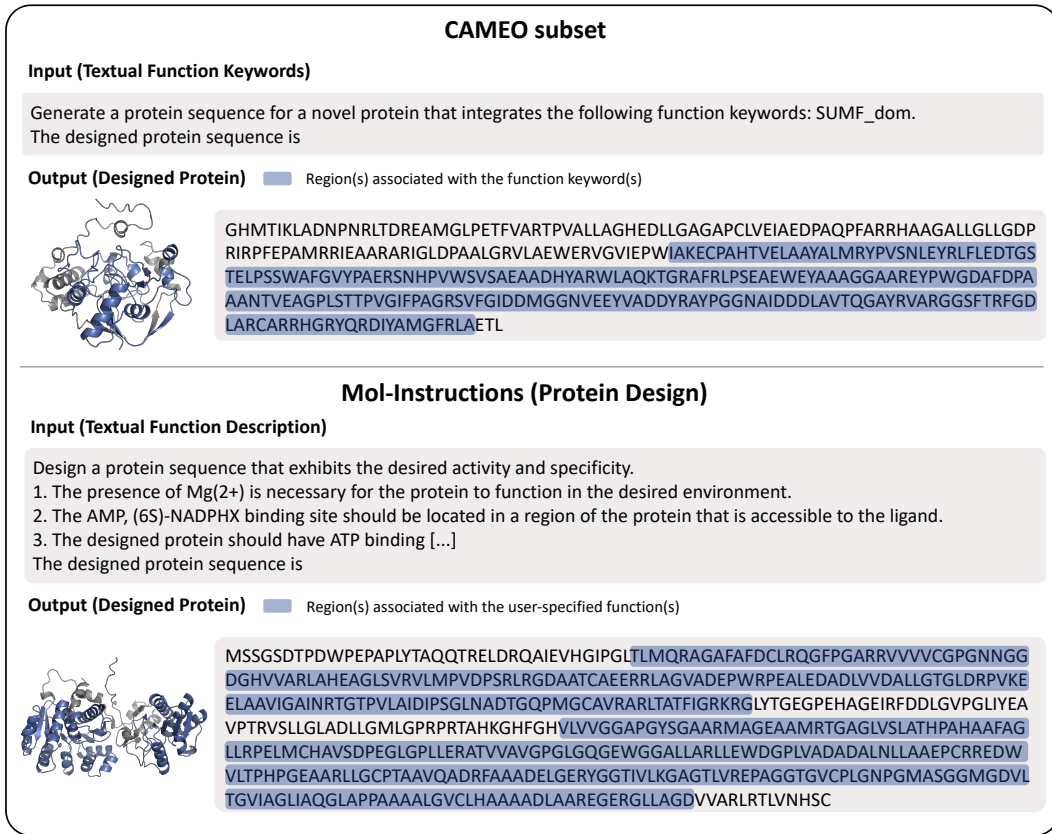 CAMEO subset
Input (Textual Function Keywords)
Generate a protein sequence for a novel protein that integrates the following function keywords: SUMF_dom.
The designed protein sequence is
Output (Designed Protein) Region(s) associated with the function keyword(s)
GHMTIKLADNPNRLTDREAMGLPETFVARTPVALLAGHEDLLGAGAPCLVEIAEDPAQPFARRHAAGALLGLLGDP
RIRPFEPAMRRIEAARARIGLDPAALGRVLAEWERVGVIEPWIAKECPAHTVELAAYALMRYPVSNLEYRLFLEDTGS
TELPSSWAFGVYPAERSNHPVWSVSAEAADHYARWLAQKTGRAFRLPSEAEWEYAAAGGAAREYPWGDAFDPA
AANTVEAGPLSTTPVGIFPAGRSVFGIDDMGGNVEEYVADDYRAYPGGNAIDDDLAVTQGAYRVARGGSFTRFGD
LARCARRHGRYQRDIYAMGFRLAETL
Mol-Instructions (Protein Design)
Input (Textual Function Description)
Design a protein sequence that exhibits the desired activity and specificity.
1. The presence of Mg(2+) is necessary for the protein to function in the desired environment.
2. The AMP, (6S)-NADPHX binding site should be located in a region of the protein that is accessible to the ligand.
3. The designed protein should have ATP binding [...]
The designed protein sequence is
Output (Designed Protein) Region(s) associated with the user-specified function(s)
MSSGSDTPDWPEPAPLYTAQQTRELDRQAIEVHGIPGLTLMQRAGAFAFDCLRQGFPGARRVVVVCGPGNNGG
DGHVVARLAHEAGLSVRVLMPVDPSRLRGDAATCAEERRLAGVADEPWRPEALEDADLVVDALLGTGLDRPVKE
ELAAVIGAINRTGTPVLAIDIPSGLNADTGQPMGCAVRARLTATFIGRKRGLYTGEGPEHAGEIRFDDLGVPGLIYEA
VPTRVSLLGLADLLGMLGPRPRTAHKGHFGHVLVVGGAPGYSGAARMAGEAAMRTGAGLVSLATHPAHAAFAG
LLRPELMCHAVSDPEGLGPLLERATVVAVGPGLGQGEWGGALLARLLEWDGPLVADADALNLLAAEPCRREDW
VLTPHPGEAARLLGCPTAAVQADRFAAADELGERYGGTIVLKGAGTLVREPAGGTGVCPLGNPGMASGGMGDVL
TGVIAGLIAQGLAPPAAAALGVCLHAAAADLAAREGERGLLAGDVVARLRTLVNHSC